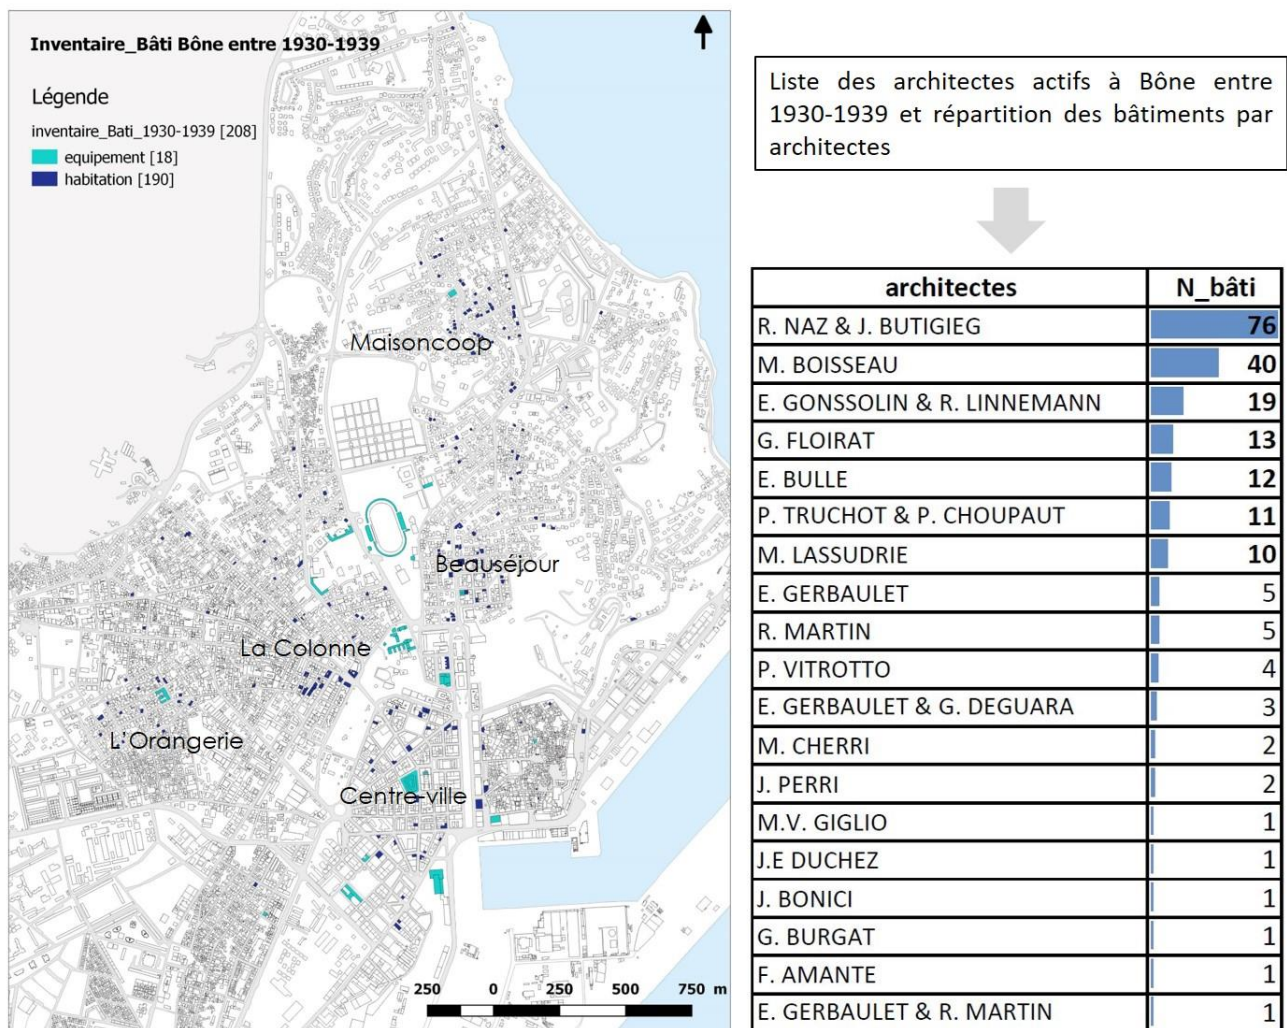 Inventaire_Bâti Bône entre 1930-1939
Légende
inventaire_Bati_1930-1939 [208]
equipement [18]
habitation [190]
Maisoncoop
Beauséjour
La Colonne
L'Orangerie
Centre-ville
250 0 250 500 750 m
Liste des architectes actifs à Bône entre
1930-1939 et répartition des bâtiments par
architectes
architectes N_bâti
R. NAZ & J. BUTIGIEG 76
M. BOISSEAU 40
E. GONSSOLIN & R. LINNEMANN 19
G. FLOIRAT 13
E. BULLE 12
P. TRUCHOT & P. CHOUPAUT 11
M. LASSUDRIE 10
E. GERBAULET 5
R. MARTIN 5
P. VITROTTO 4
E. GERBAULET & G. DEGUARA 3
M. CHERRI 2
J. PERRI 2
M.V. GIGLIO 1
J.E DUCHEZ 1
J. BONICI 1
G. BURGAT 1
F. AMANTE 1
E. GERBAULET & R. MARTIN 1